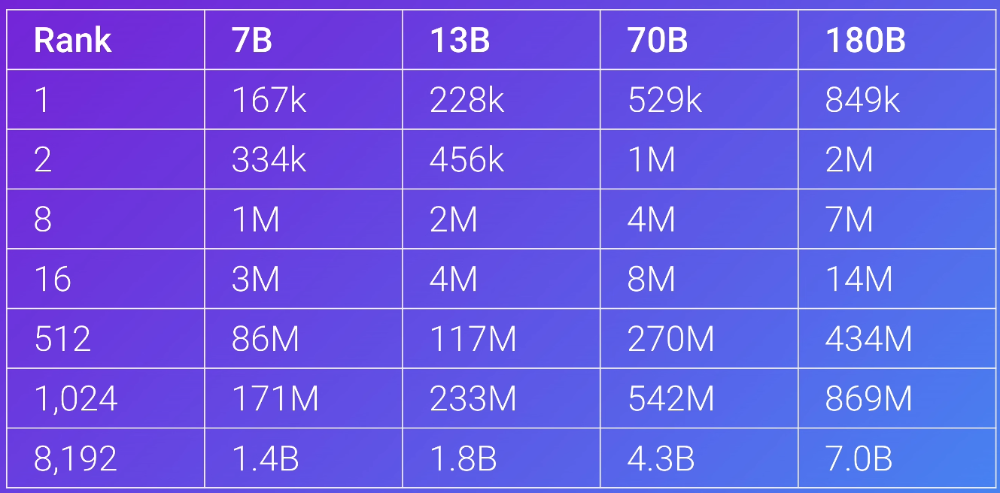 Rank 7B 13B 70B 180B
1 167k 228k 529k 849k
2 334k 456k 1M 2M
8 1M 2M 4M 7M
16 3M 4M 8M 14M
512 86M 117M 270M 434M
1,024 171M 233M 542M 869M
8,192 1.4B 1.8B 4.3B 7.0B